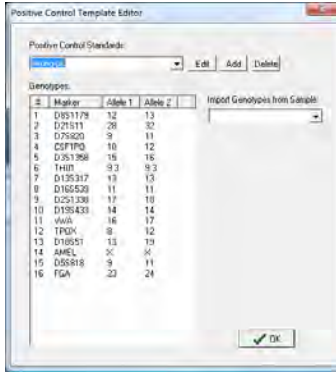 Positive Control Template Editor
Positive Control Standards:
Edit Add Delete
Genotypes:
# Marker Allele 1 Allele 2
Import Genotypes from Sample:
1 D8S1179 12 13
2 D21S11 28 32
3 D7S820 9 11
4 CSF1PO 10 12
5 D3S1358 15 16
6 TH01 9.3 9.3
7 D13S317 13 13
8 D16S539 11 11
9 D2S1338 17 18
10 D19S433 14 14
11 vWA 16 17
12 TPOX 8 12
13 D18S51 13 19
14 AMEL X X
15 D5S818 9 11
16 FGA 23 24
OK